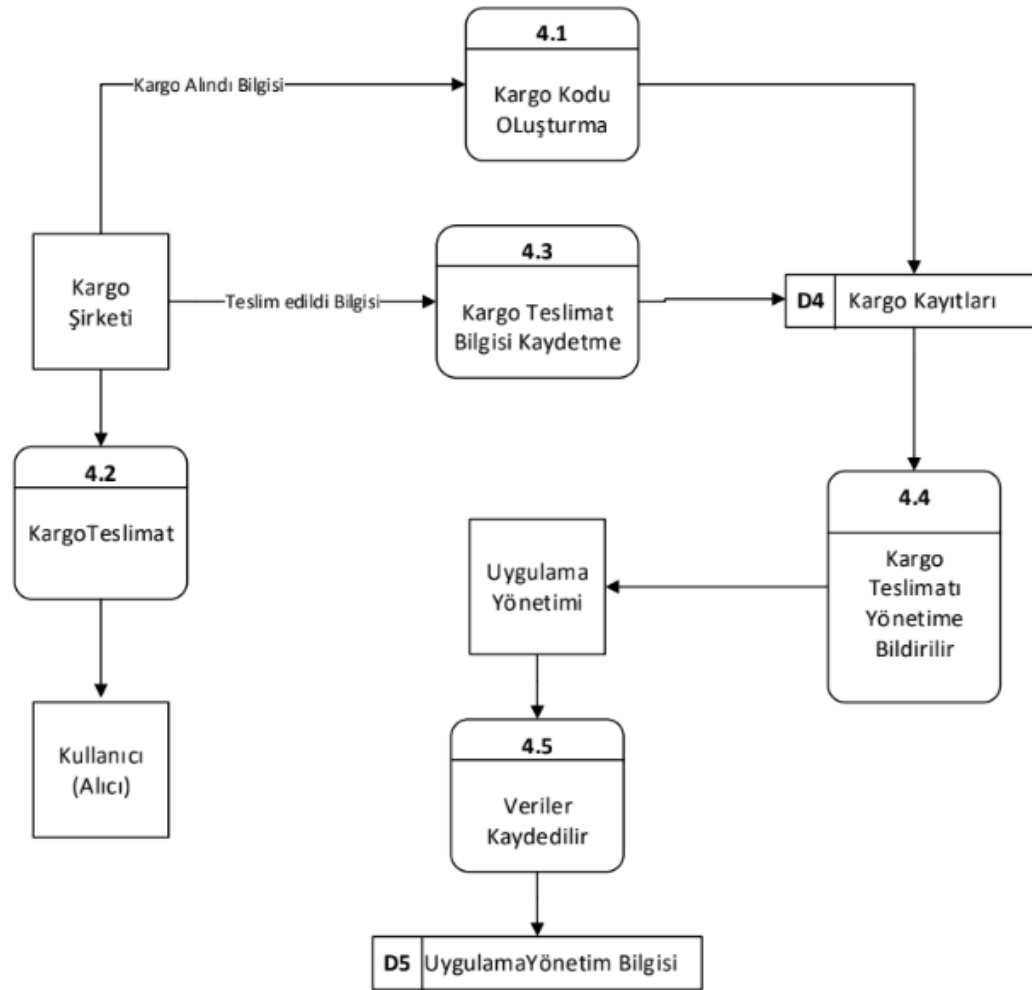 4.1
Kargo Alındı Bilgisi
Kargo Kodu
OLuşturma
4.3
Kargo
Şirketi
Teslim edildi Bilgisi
Kargo Teslimat
Bilgisi Kaydetme
D4 Kargo Kayıtları
4.2
KargoTeslimat
4.4
Kargo
Teslimatı
Yönetime
Bildirilir
Uygulama
Yönetimi
Kullanıcı
(Alıcı)
4.5
Veriler
Kaydedilir
D5 UygulamaYönetim Bilgisi